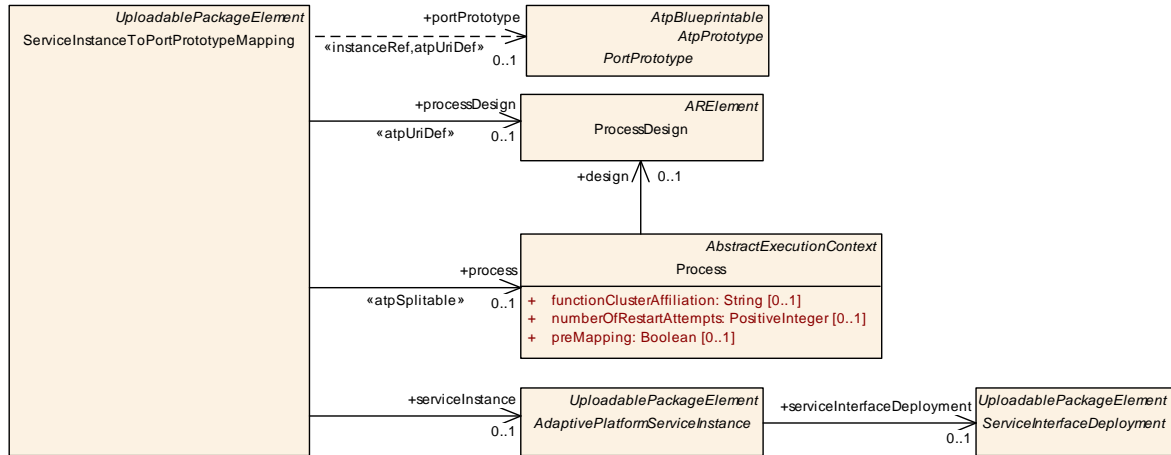 UploadablePackageElement
ServiceInstanceToPortPrototypeMapping
+portPrototype
«instanceRef,atpUriDef»
0..1
AtpBlueprintable
AtpPrototype
PortPrototype
+processDesign
«atpUriDef»
0..1
ARElement
ProcessDesign
+design
0..1
+process
«atpSplitable»
0..1
AbstractExecutionContext
Process
+ functionClusterAffiliation: String [0..1]
+ numberOfRestartAttempts: PositiveInteger [0..1]
+ preMapping: Boolean [0..1]
+serviceInstance
0..1
UploadablePackageElement
AdaptivePlatformServiceInstance
+serviceInterfaceDeployment
0..1
UploadablePackageElement
ServiceInterfaceDeployment